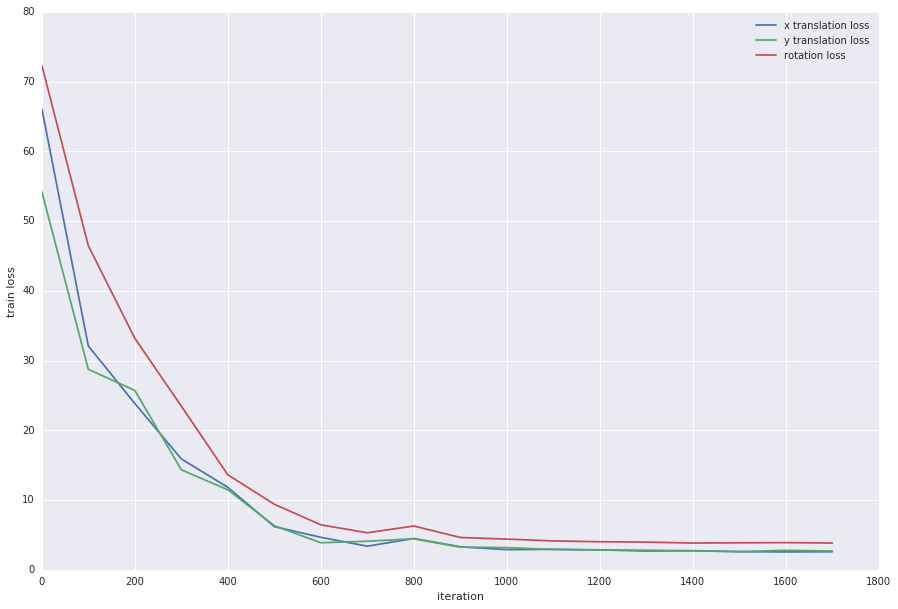 80
70
60
50
40
30
20
10
0
train loss
x translation loss
y translation loss
rotation loss
0 200 400 600 800 1000 1200 1400 1600 1800
iteration